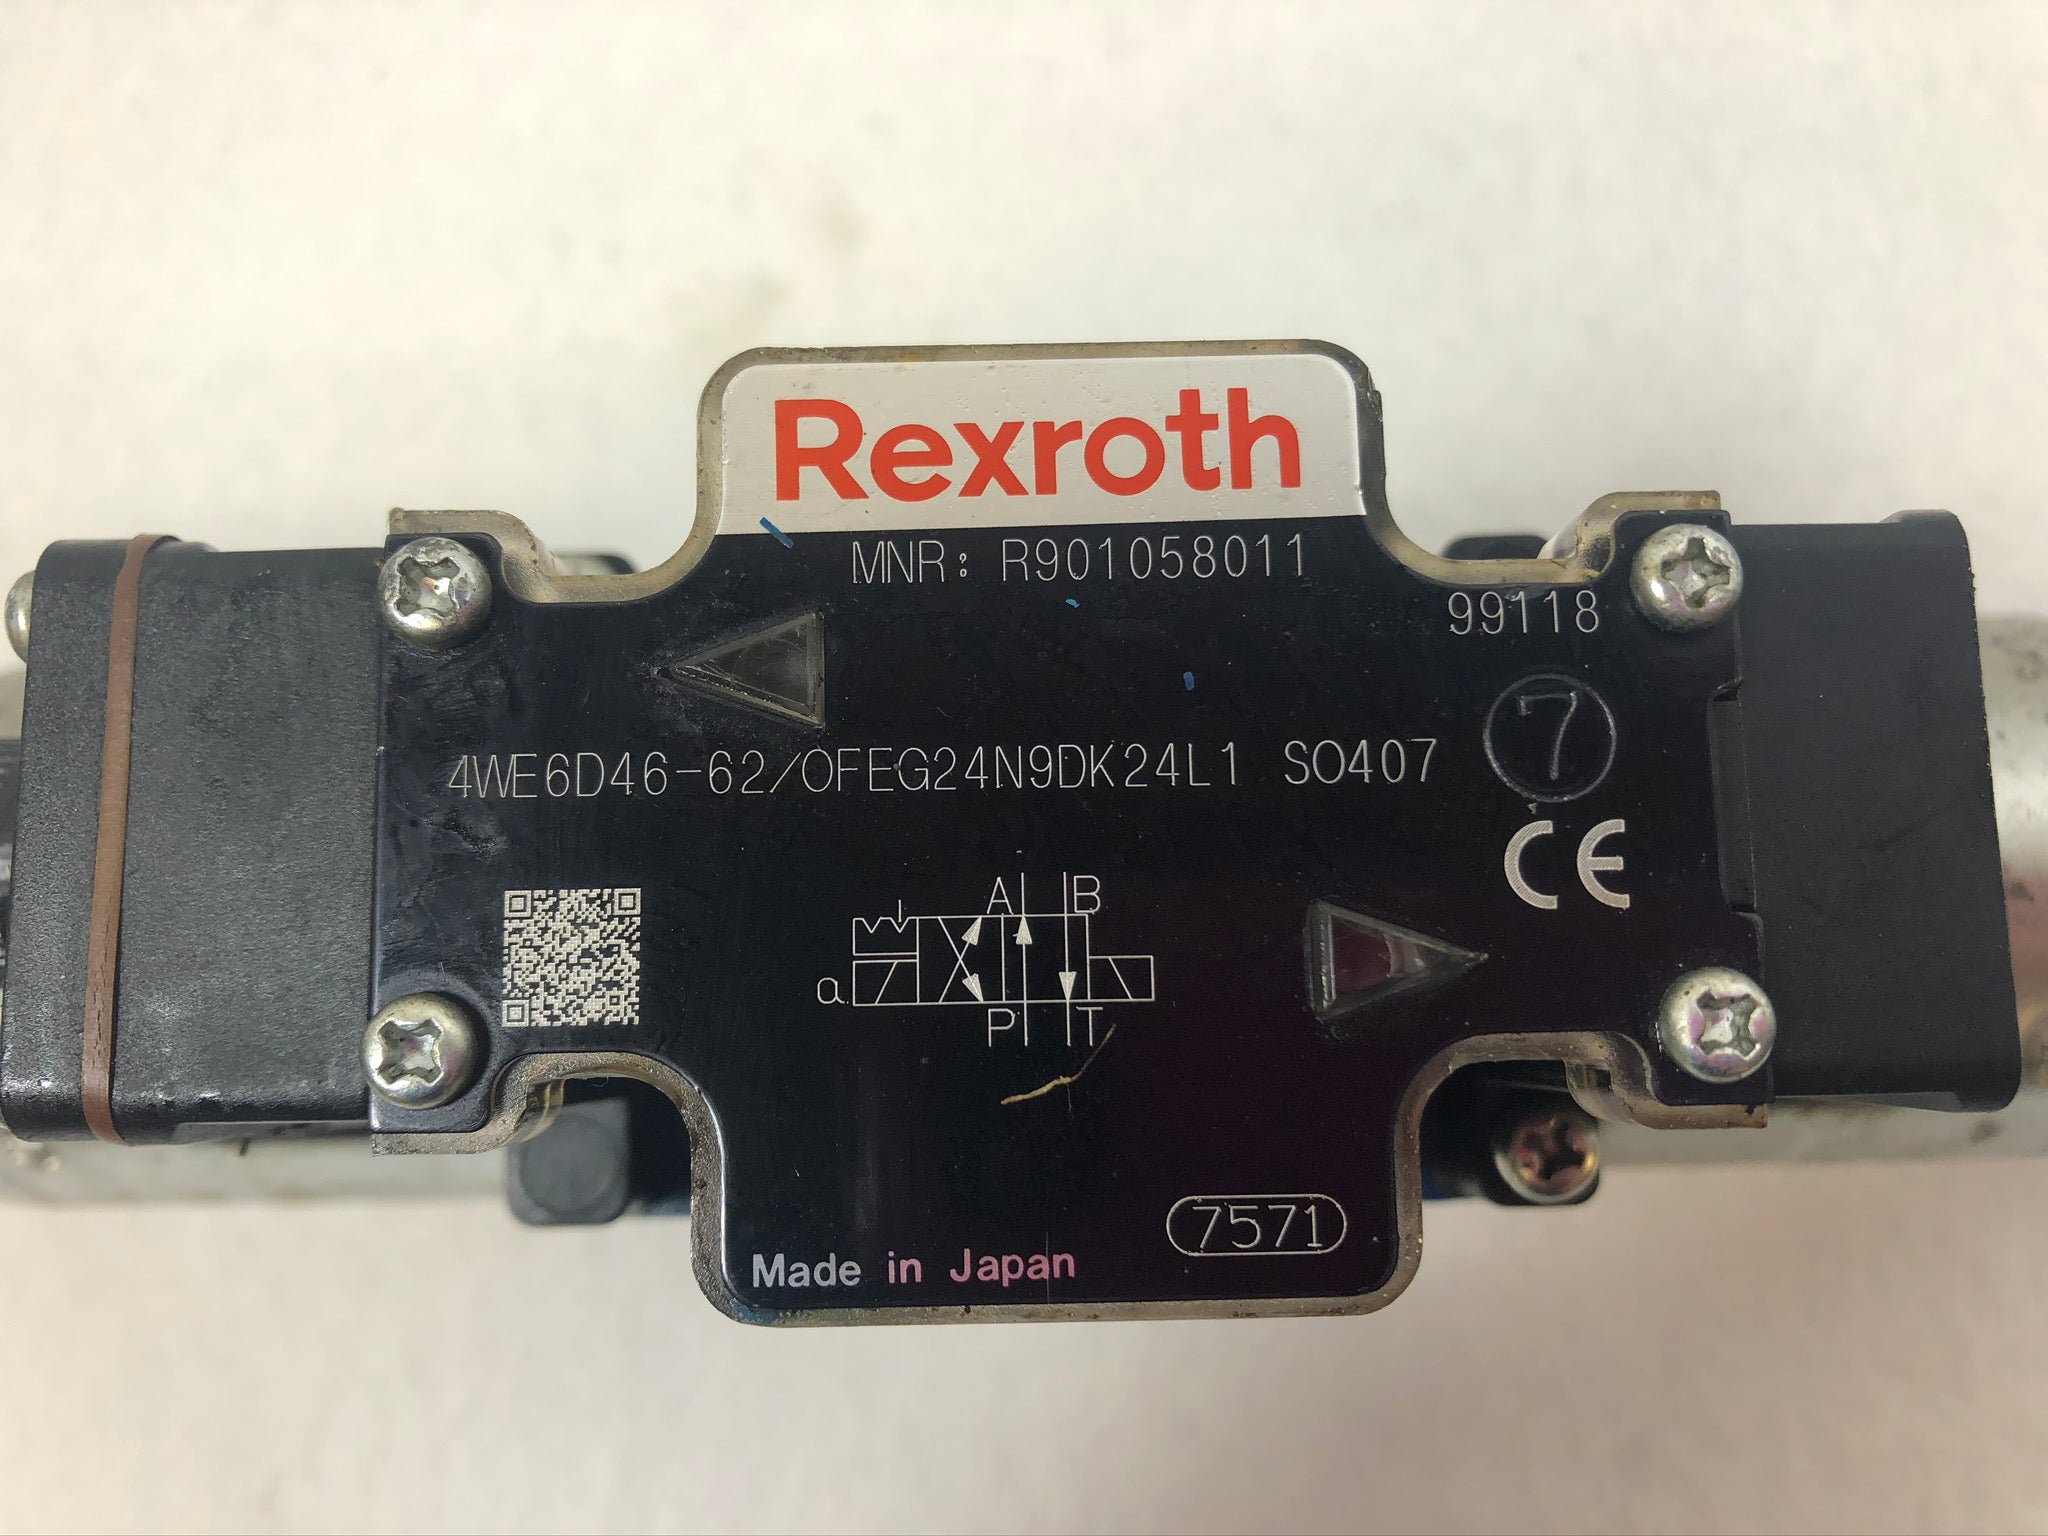 Rexroth
MNR: R901058011
99118
7
4WE6D46-62/OFEG24N9DK24L1 SO407
CE
A B
a
P T
7571
Made in Japan